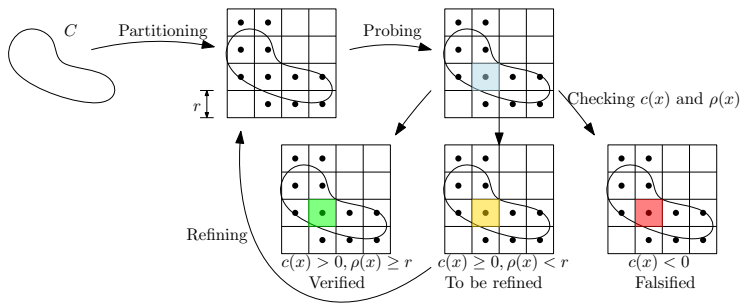 C
Partitioning
Probing
r
Checking c(x) and ρ(x)
Refining
c(x) > 0, ρ(x) ≥ r
Verified
c(x) ≥ 0, ρ(x) < r
To be refined
c(x) < 0
Falsified